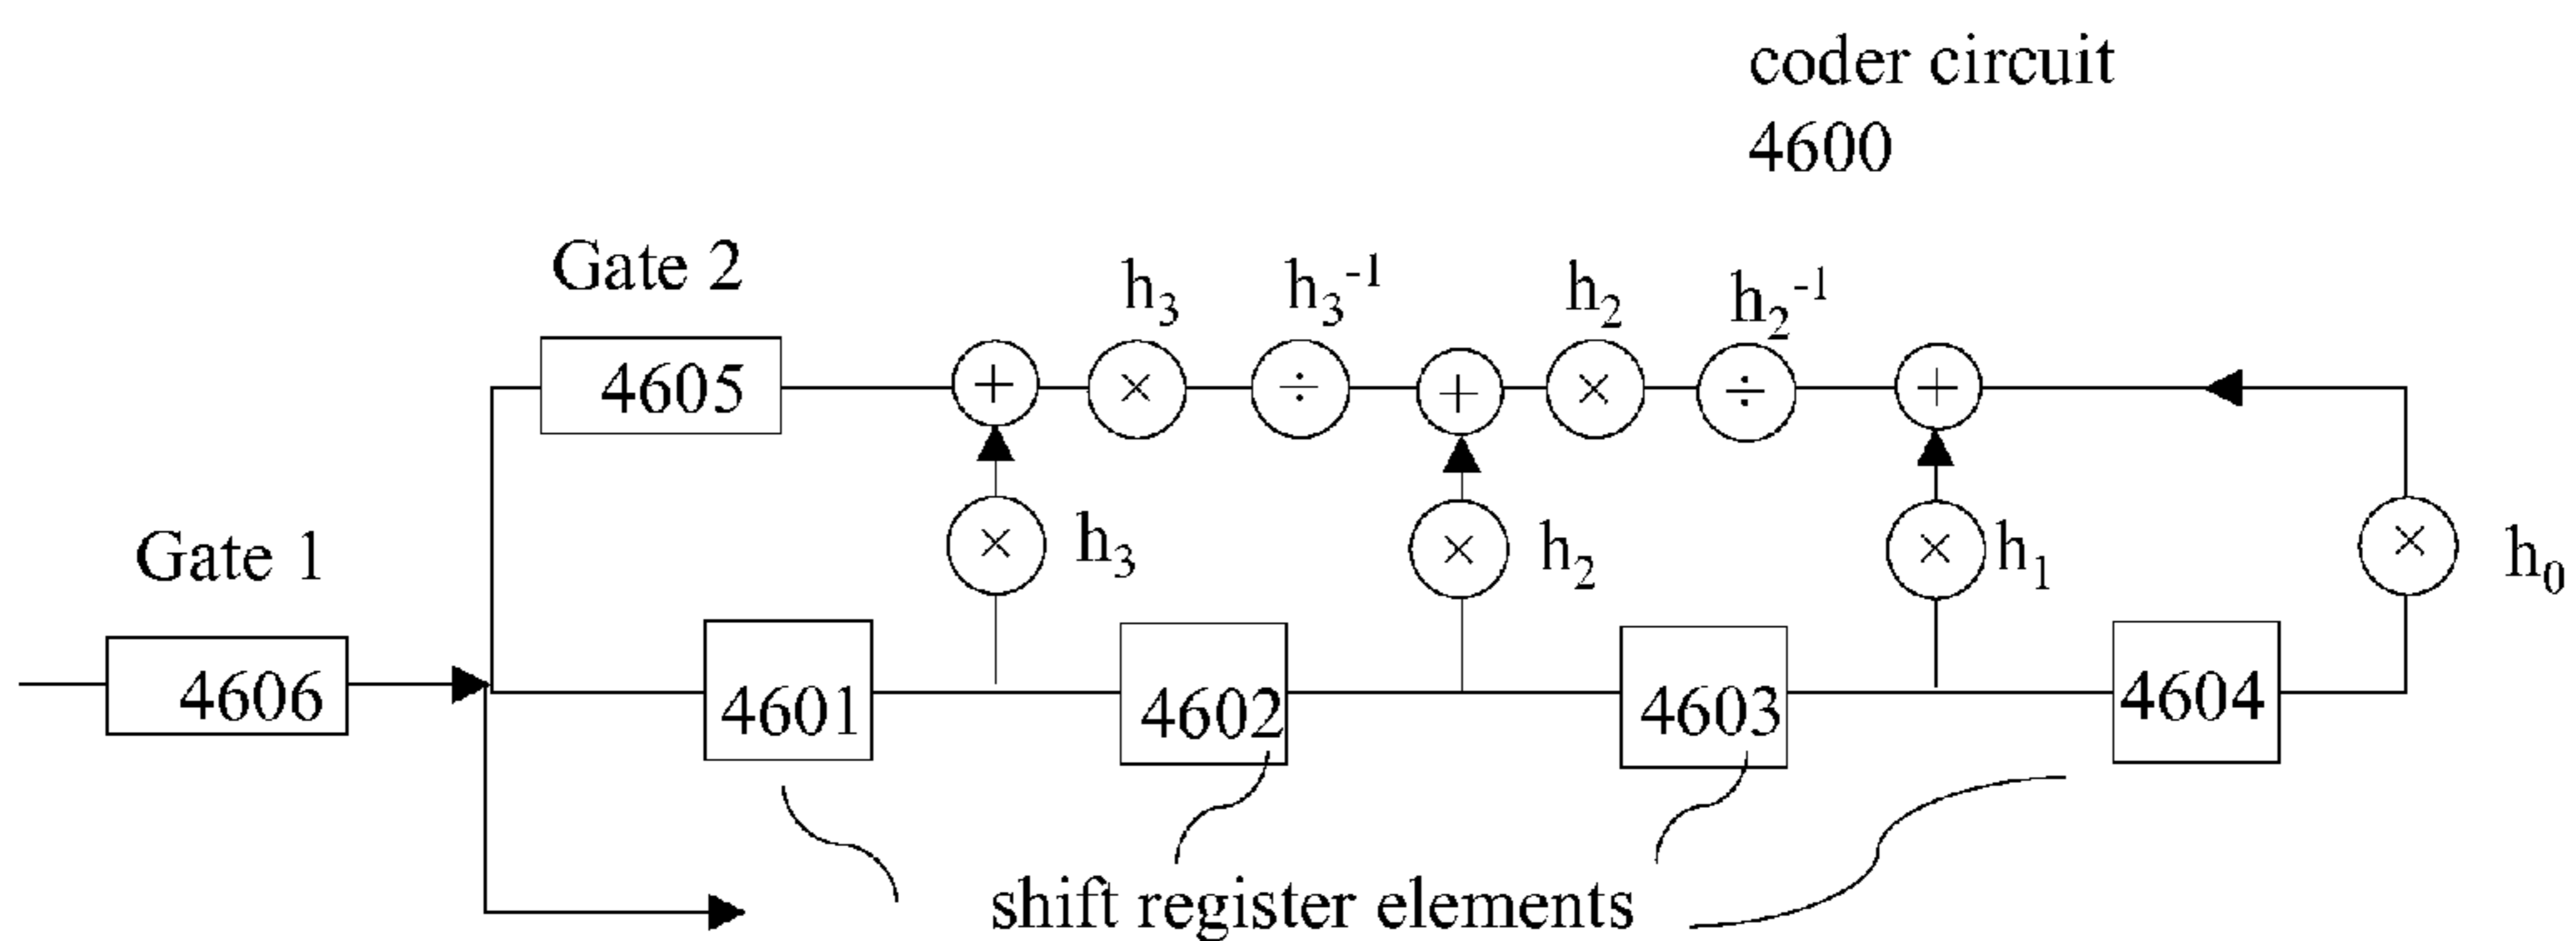 coder circuit
4600
Gate 2
h₃
h₃⁻¹
h₂
h₂⁻¹
4605
+
×
÷
+
×
÷
+
Gate 1
×
h₃
×
h₂
×
h₁
×
h₀
4606
4601
4602
4603
4604
shift register elements